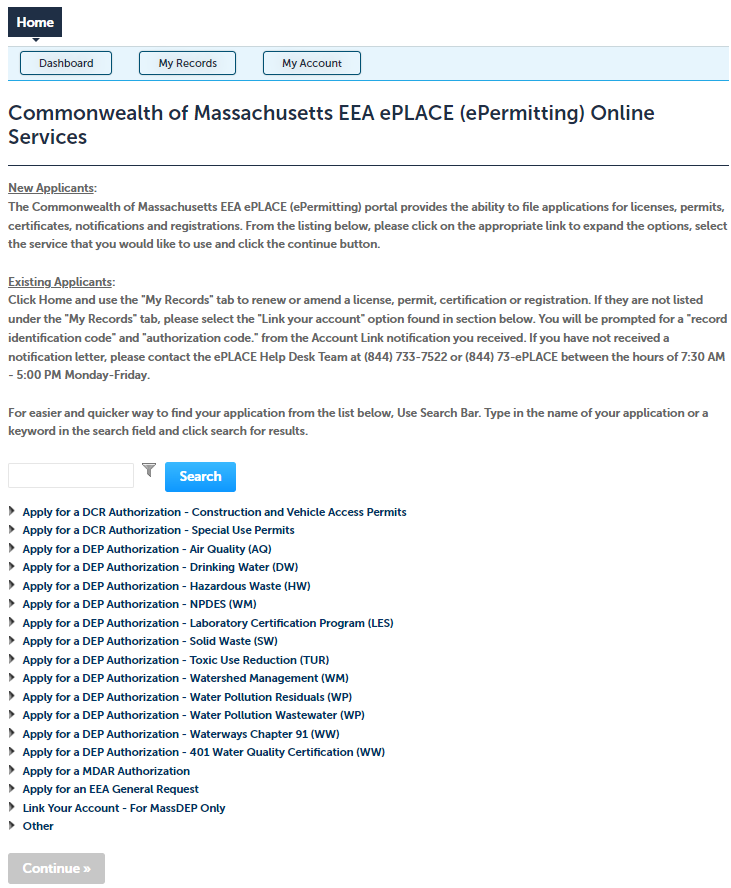 Home
Dashboard
My Records
My Account
Commonwealth of Massachusetts EEA ePLACE (ePermitting) Online
Services
New Applicants:
The Commonwealth of Massachusetts EEA ePLACE (ePermitting) portal provides the ability to file applications for licenses, permits,
certificates, notifications and registrations. From the listing below, please click on the appropriate link to expand the options, select
the service that you would like to use and click the continue button.
Existing Applicants:
Click Home and use the "My Records" tab to renew or amend a license, permit, certification or registration. If they are not listed
under the "My Records" tab, please select the "Link your account" option found in section below. You will be prompted for a "record
identification code" and "authorization code." from the Account Link notification you received. If you have not received a
notification letter, please contact the ePLACE Help Desk Team at (844) 733-7522 or (844) 73-ePLACE between the hours of 7:30 AM
- 5:00 PM Monday-Friday.
For easier and quicker way to find your application from the list below, Use Search Bar. Type in the name of your application or a
keyword in the search field and click search for results.
Search
Apply for a DCR Authorization - Construction and Vehicle Access Permits
Apply for a DCR Authorization - Special Use Permits
Apply for a DEP Authorization - Air Quality (AQ)
Apply for a DEP Authorization - Drinking Water (DW)
Apply for a DEP Authorization - Hazardous Waste (HW)
Apply for a DEP Authorization - NPDES (WM)
Apply for a DEP Authorization - Laboratory Certification Program (LES)
Apply for a DEP Authorization - Solid Waste (SW)
Apply for a DEP Authorization - Toxic Use Reduction (TUR)
Apply for a DEP Authorization - Watershed Management (WM)
Apply for a DEP Authorization - Water Pollution Residuals (WP)
Apply for a DEP Authorization - Water Pollution Wastewater (WP)
Apply for a DEP Authorization - Waterways Chapter 91 (WW)
Apply for a DEP Authorization - 401 Water Quality Certification (WW)
Apply for a MDAR Authorization
Apply for an EEA General Request
Link Your Account - For MassDEP Only
Other
Continue »